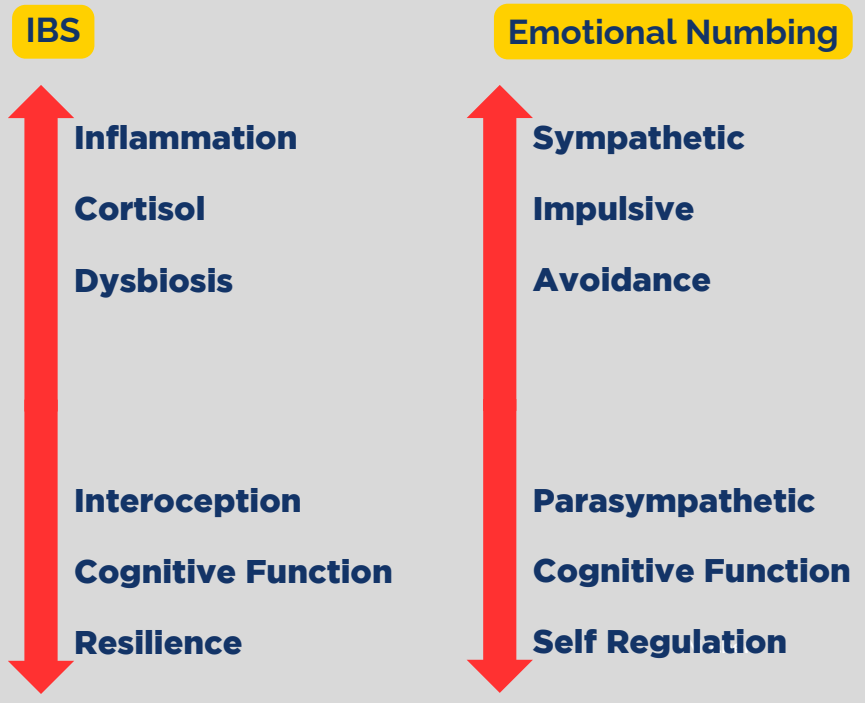 IBS
Inflammation
Cortisol
Dysbiosis
Interoception
Cognitive Function
Resilience
Emotional Numbing
Sympathetic
Impulsive
Avoidance
Parasympathetic
Cognitive Function
Self Regulation